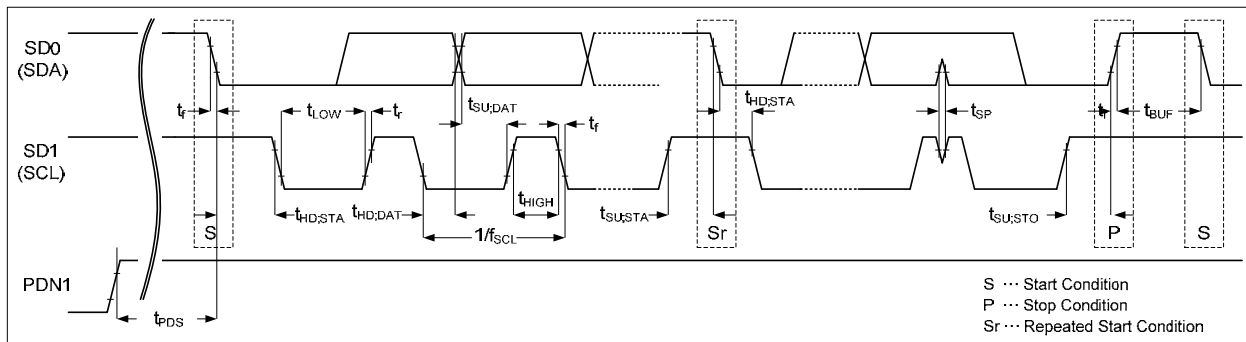 SD0
(SDA)
tf
tLOW
tr
tSU;DAT
tf
tHD;STA
tSP
tr
tBUF
SD1
(SCL)
tHD;STA
tHD;DAT
tHIGH
tSU;STA
tSU;STO
1/fSCL
S
Sr
P
S
PDN1
tPDS
S ··· Start Condition
P ··· Stop Condition
Sr ··· Repeated Start Condition